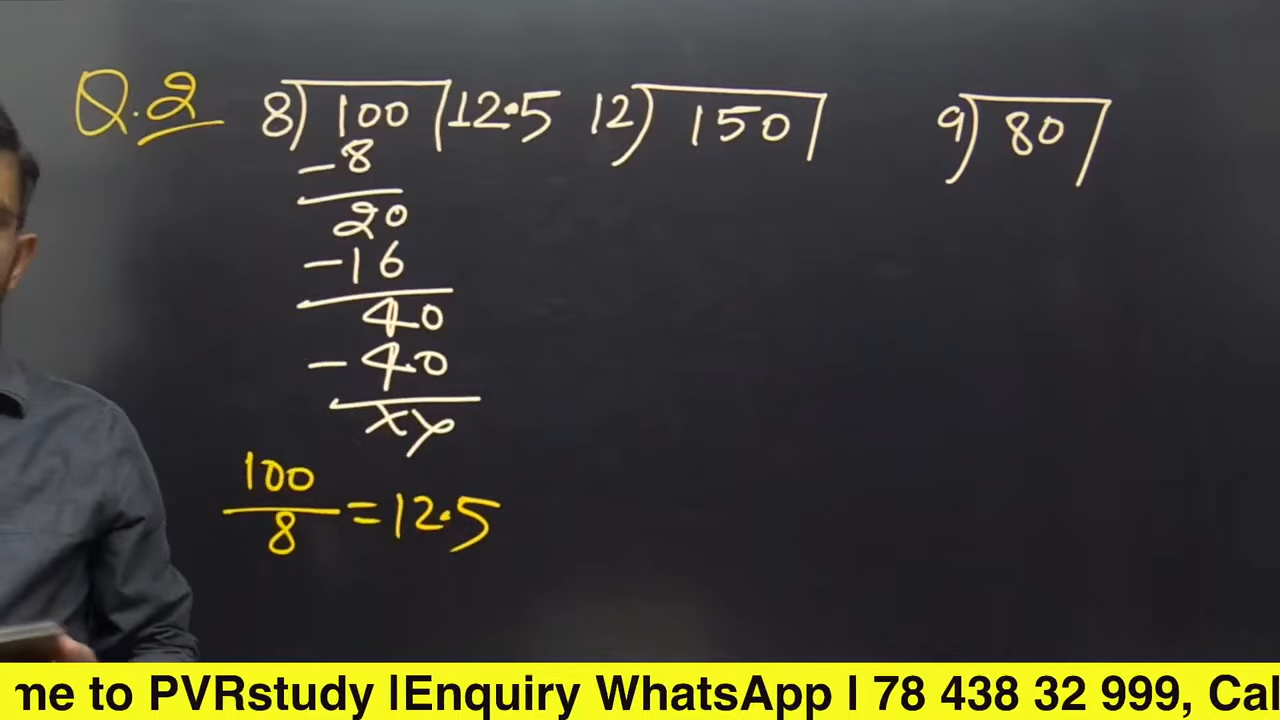 Q.2 8)100(12.5 12)150( 9)80(
-8
20
-16
40
-40
xx
100
8 =12.5
me to PVRstudy |Enquiry WhatsApp | 78 438 32 999, Cal